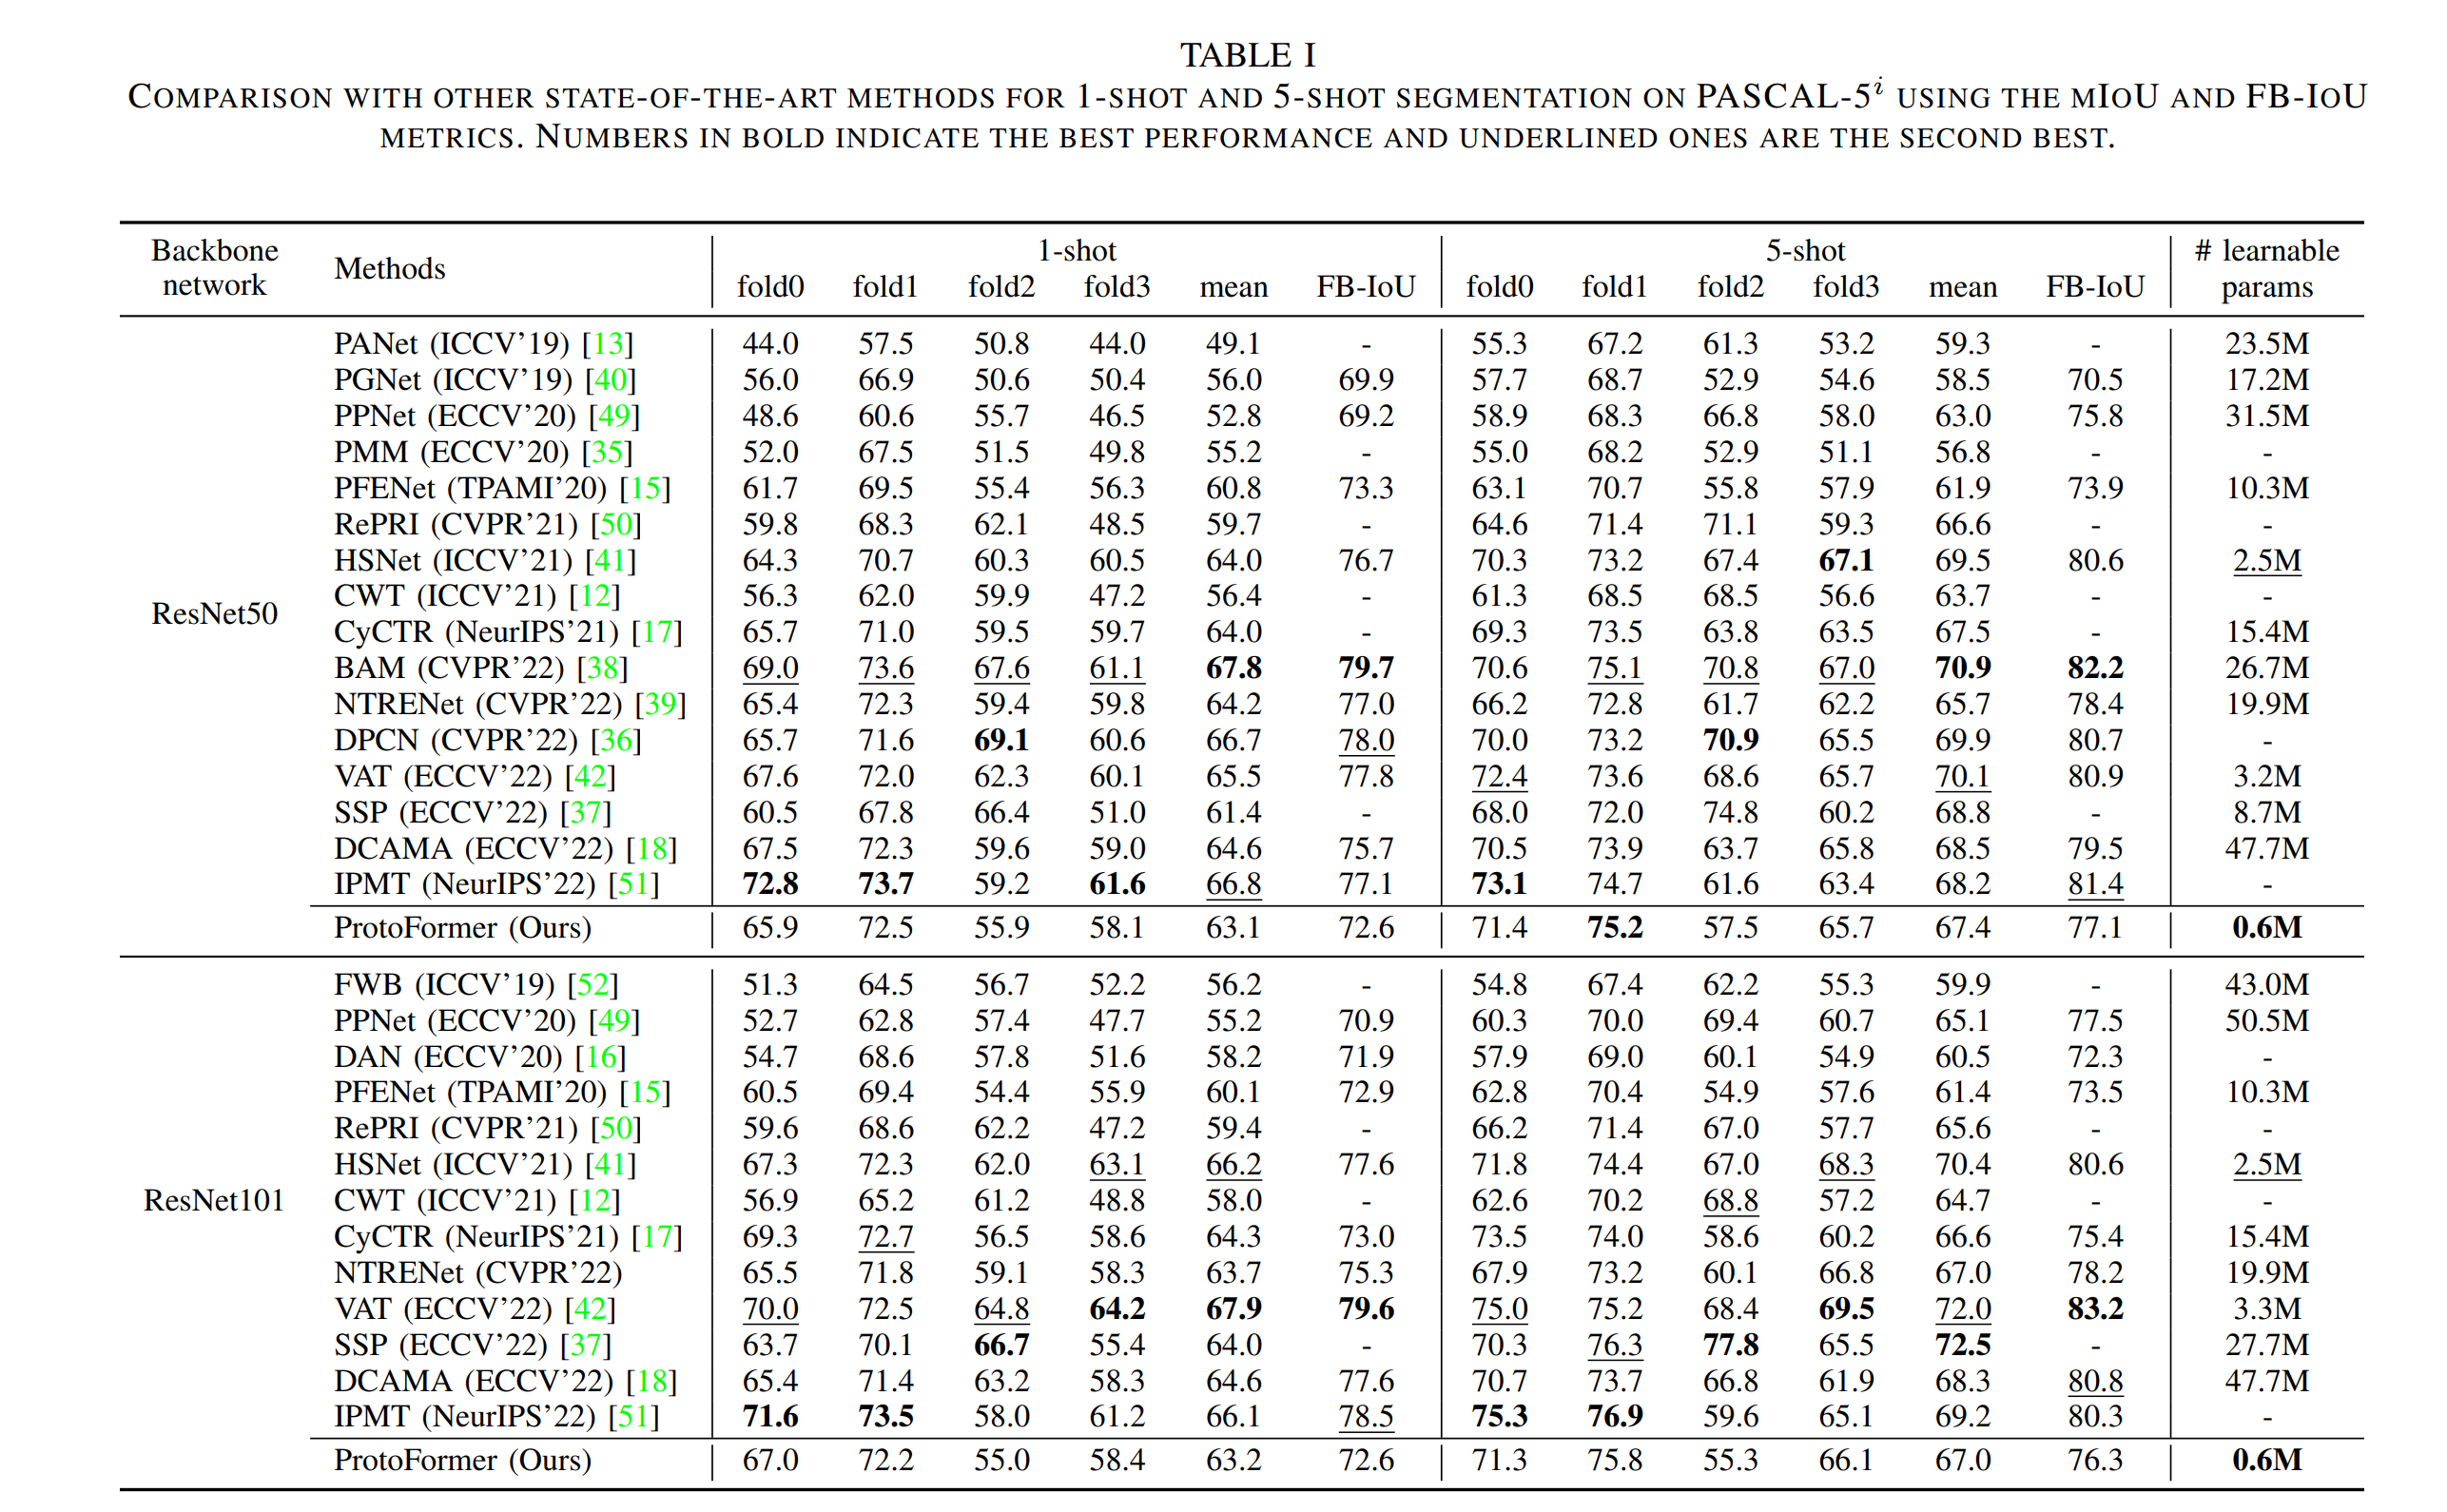 TABLE I
COMPARISON WITH OTHER STATE-OF-THE-ART METHODS FOR 1-SHOT AND 5-SHOT SEGMENTATION ON PASCAL-5^i USING THE MIOU AND FB-IOU
METRICS. NUMBERS IN BOLD INDICATE THE BEST PERFORMANCE AND UNDERLINED ONES ARE THE SECOND BEST.
Backbone network Methods 1-shot 5-shot # learnable params
fold0 fold1 fold2 fold3 mean FB-IoU fold0 fold1 fold2 fold3 mean FB-IoU
ResNet50
PANet (ICCV'19) [13] 44.0 57.5 50.8 44.0 49.1 - 55.3 67.2 61.3 53.2 59.3 - 23.5M
PGNet (ICCV'19) [40] 56.0 66.9 50.6 50.4 56.0 69.9 57.7 68.7 52.9 54.6 58.5 70.5 17.2M
PPNet (ECCV'20) [49] 48.6 60.6 55.7 46.5 52.8 69.2 58.9 68.3 66.8 58.0 63.0 75.8 31.5M
PMM (ECCV'20) [35] 52.0 67.5 51.5 49.8 55.2 - 55.0 68.2 52.9 51.1 56.8 - -
PFENet (TPAMI'20) [15] 61.7 69.5 55.4 56.3 60.8 73.3 63.1 70.7 55.8 57.9 61.9 73.9 10.3M
RePRI (CVPR'21) [50] 59.8 68.3 62.1 48.5 59.7 - 64.6 71.4 71.1 59.3 66.6 - -
HSNet (ICCV'21) [41] 64.3 70.7 60.3 60.5 64.0 76.7 70.3 73.2 67.4 67.1 69.5 80.6 2.5M
CWT (ICCV'21) [12] 56.3 62.0 59.9 47.2 56.4 - 61.3 68.5 68.5 56.6 63.7 - -
CyCTR (NeurIPS'21) [17] 65.7 71.0 59.5 59.7 64.0 - 69.3 73.5 63.8 63.5 67.5 - 15.4M
BAM (CVPR'22) [38] 69.0 73.6 67.6 61.1 67.8 79.7 70.6 75.1 70.8 67.0 70.9 82.2 26.7M
NTRENet (CVPR'22) [39] 65.4 72.3 59.4 59.8 64.2 77.0 66.2 72.8 61.7 62.2 65.7 78.4 19.9M
DPCN (CVPR'22) [36] 65.7 71.6 69.1 60.6 66.7 78.0 70.0 73.2 70.9 65.5 69.9 80.7 -
VAT (ECCV'22) [42] 67.6 72.0 62.3 60.1 65.5 77.8 72.4 73.6 68.6 65.7 70.1 80.9 3.2M
SSP (ECCV'22) [37] 60.5 67.8 66.4 51.0 61.4 - 68.0 72.0 74.8 60.2 68.8 - 8.7M
DCAMA (ECCV'22) [18] 67.5 72.3 59.6 59.0 64.6 75.7 70.5 73.9 63.7 65.8 68.5 79.5 47.7M
IPMT (NeurIPS'22) [51] 72.8 73.7 59.2 61.6 66.8 77.1 73.1 74.7 61.6 63.4 68.2 81.4 -
ProtoFormer (Ours) 65.9 72.5 55.9 58.1 63.1 72.6 71.4 75.2 57.5 65.7 67.4 77.1 0.6M
ResNet101
FWB (ICCV'19) [52] 51.3 64.5 56.7 52.2 56.2 - 54.8 67.4 62.2 55.3 59.9 - 43.0M
PPNet (ECCV'20) [49] 52.7 62.8 57.4 47.7 55.2 70.9 60.3 70.0 69.4 60.7 65.1 77.5 50.5M
DAN (ECCV'20) [16] 54.7 68.6 57.8 51.6 58.2 71.9 57.9 69.0 60.1 54.9 60.5 72.3 -
PFENet (TPAMI'20) [15] 60.5 69.4 54.4 55.9 60.1 72.9 62.8 70.4 54.9 57.6 61.4 73.5 10.3M
RePRI (CVPR'21) [50] 59.6 68.6 62.2 47.2 59.4 - 66.2 71.4 67.0 57.7 65.6 - -
HSNet (ICCV'21) [41] 67.3 72.3 62.0 63.1 66.2 77.6 71.8 74.4 67.0 68.3 70.4 80.6 2.5M
CWT (ICCV'21) [12] 56.9 65.2 61.2 48.8 58.0 - 62.6 70.2 68.8 57.2 64.7 - -
CyCTR (NeurIPS'21) [17] 69.3 72.7 56.5 58.6 64.3 73.0 73.5 74.0 58.6 60.2 66.6 75.4 15.4M
NTRENet (CVPR'22) 65.5 71.8 59.1 58.3 63.7 75.3 67.9 73.2 60.1 66.8 67.0 78.2 19.9M
VAT (ECCV'22) [42] 70.0 72.5 64.8 64.2 67.9 79.6 75.0 75.2 68.4 69.5 72.0 83.2 3.3M
SSP (ECCV'22) [37] 63.7 70.1 66.7 55.4 64.0 - 70.3 76.3 77.8 65.5 72.5 - 27.7M
DCAMA (ECCV'22) [18] 65.4 71.4 63.2 58.3 64.6 77.6 70.7 73.7 66.8 61.9 68.3 80.8 47.7M
IPMT (NeurIPS'22) [51] 71.6 73.5 58.0 61.2 66.1 78.5 75.3 76.9 59.6 65.1 69.2 80.3 -
ProtoFormer (Ours) 67.0 72.2 55.0 58.4 63.2 72.6 71.3 75.8 55.3 66.1 67.0 76.3 0.6M